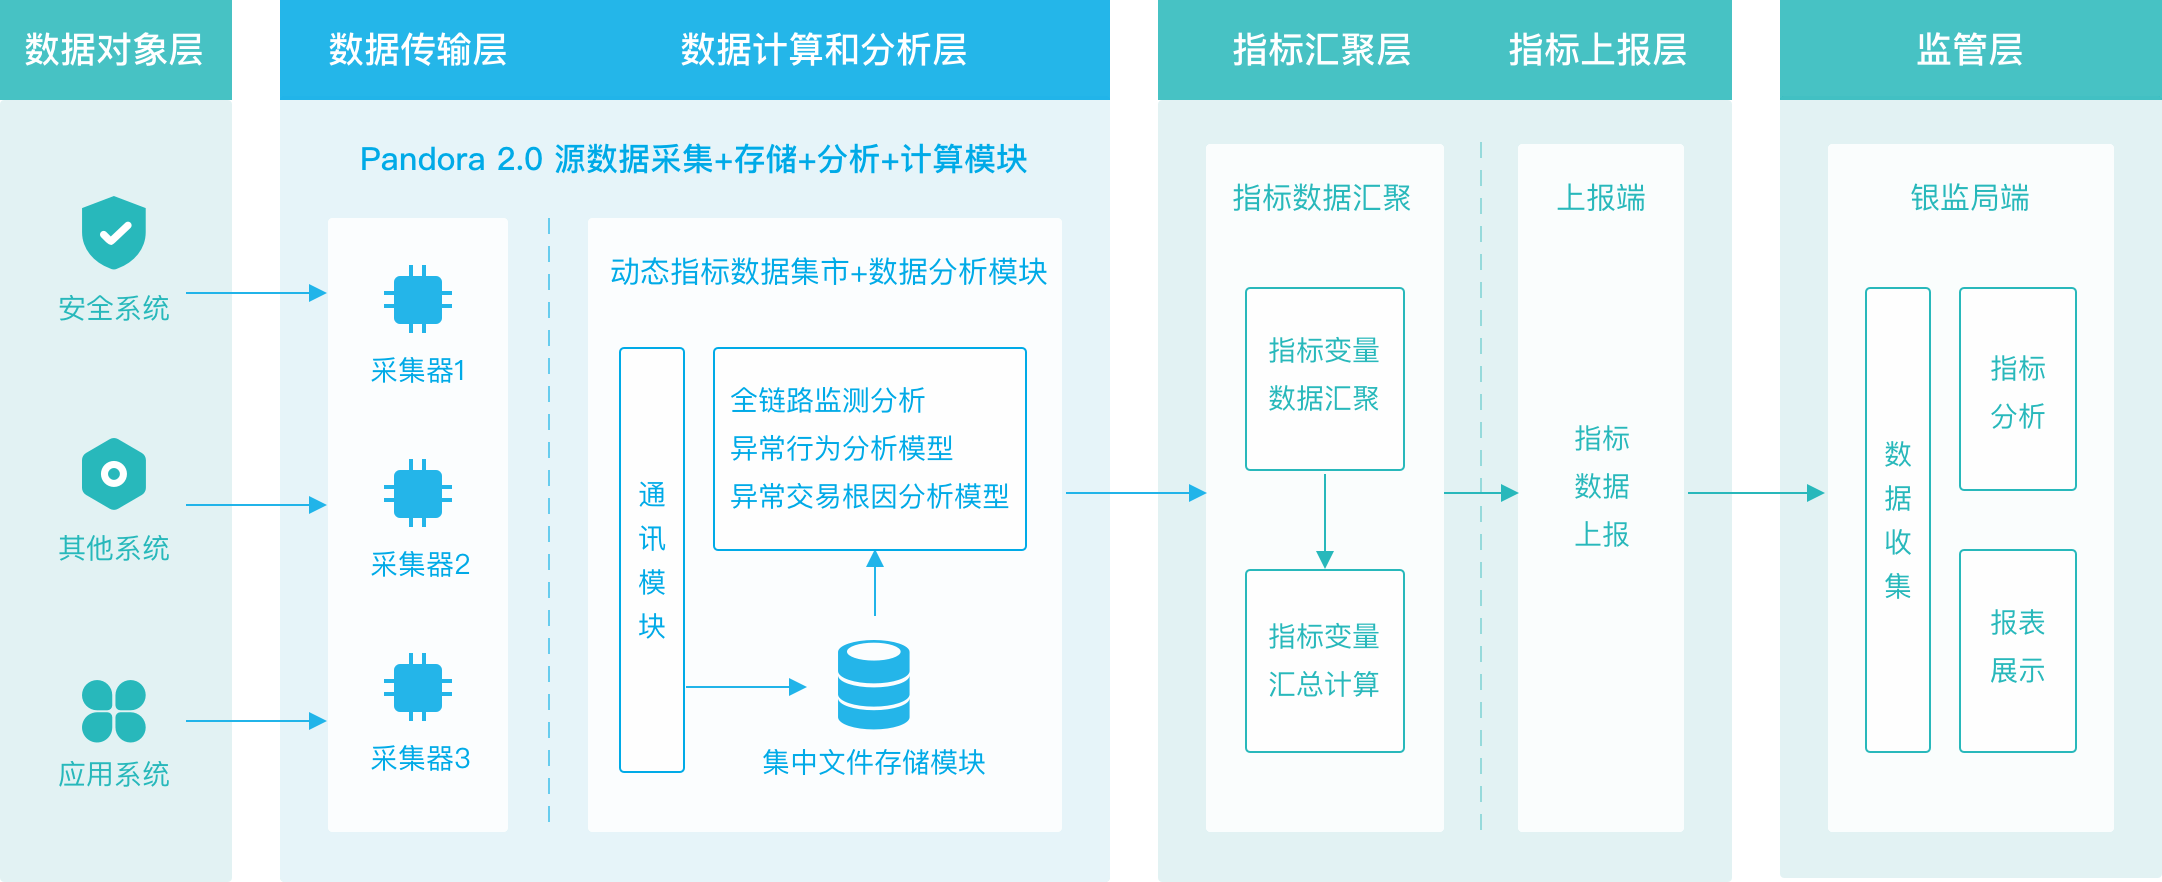 数据对象层
数据传输层
数据计算和分析层
指标汇聚层
指标上报层
监管层
安全系统
其他系统
应用系统
Pandora 2.0 源数据采集+存储+分析+计算模块
采集器1
采集器2
采集器3
动态指标数据集市+数据分析模块
通
讯
模
块
全链路监测分析
异常行为分析模型
异常交易根因分析模型
集中文件存储模块
指标数据汇聚
指标变量
数据汇聚
指标变量
汇总计算
上报端
指标
数据
上报
银监局端
数
据
收
集
指标
分析
报表
展示